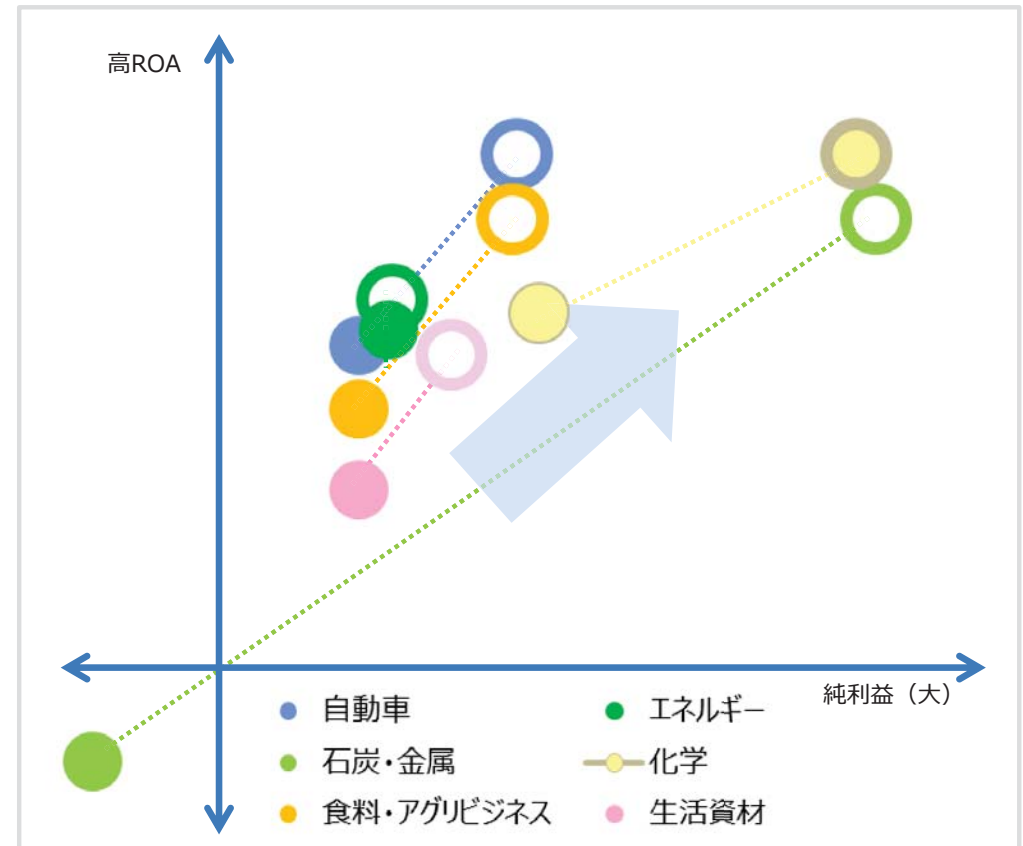 高ROA
純利益（大）
自動車
エネルギー
石炭・金属
化学
食料・アグリビジネス
生活資材